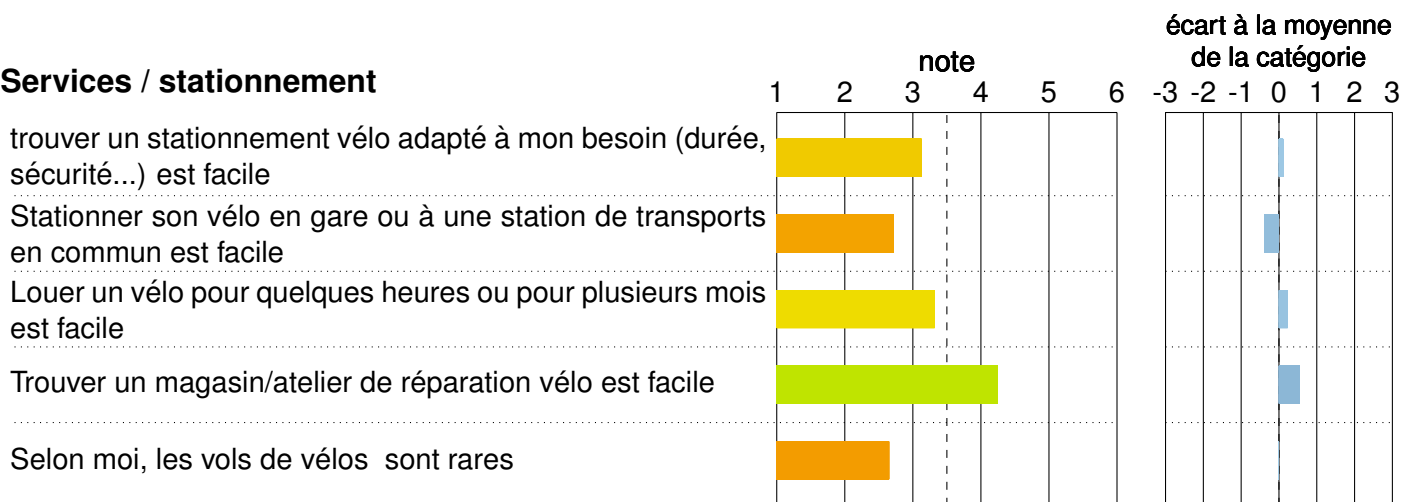 écart à la moyenne
de la catégorie
note
Services / stationnement
1 2 3 4 5 6 -3 -2 -1 0 1 2 3
trouver un stationnement vélo adapté à mon besoin (durée,
sécurité...) est facile
Stationner son vélo en gare ou à une station de transports
en commun est facile
Louer un vélo pour quelques heures ou pour plusieurs mois
est facile
Trouver un magasin/atelier de réparation vélo est facile
Selon moi, les vols de vélos sont rares